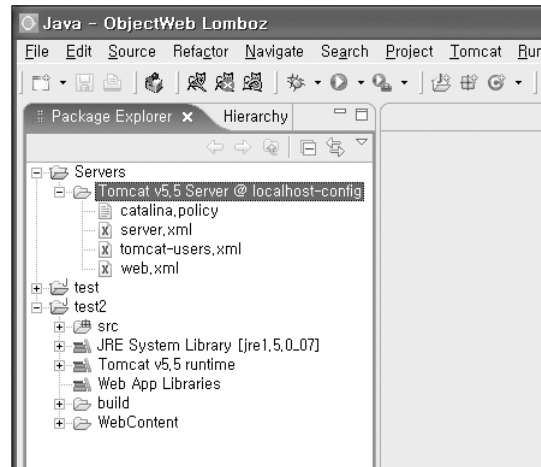 Java - ObjectWeb Lomboz
File Edit Source Refactor Navigate Search Project Tomcat Run
Package Explorer Hierarchy
Servers
Tomcat v5.5 Server @ localhost-config
catalina.policy
server.xml
tomcat-users.xml
web.xml
test
test2
src
JRE System Library [jre1.5.0_07]
Tomcat v5.5 runtime
Web App Libraries
build
WebContent